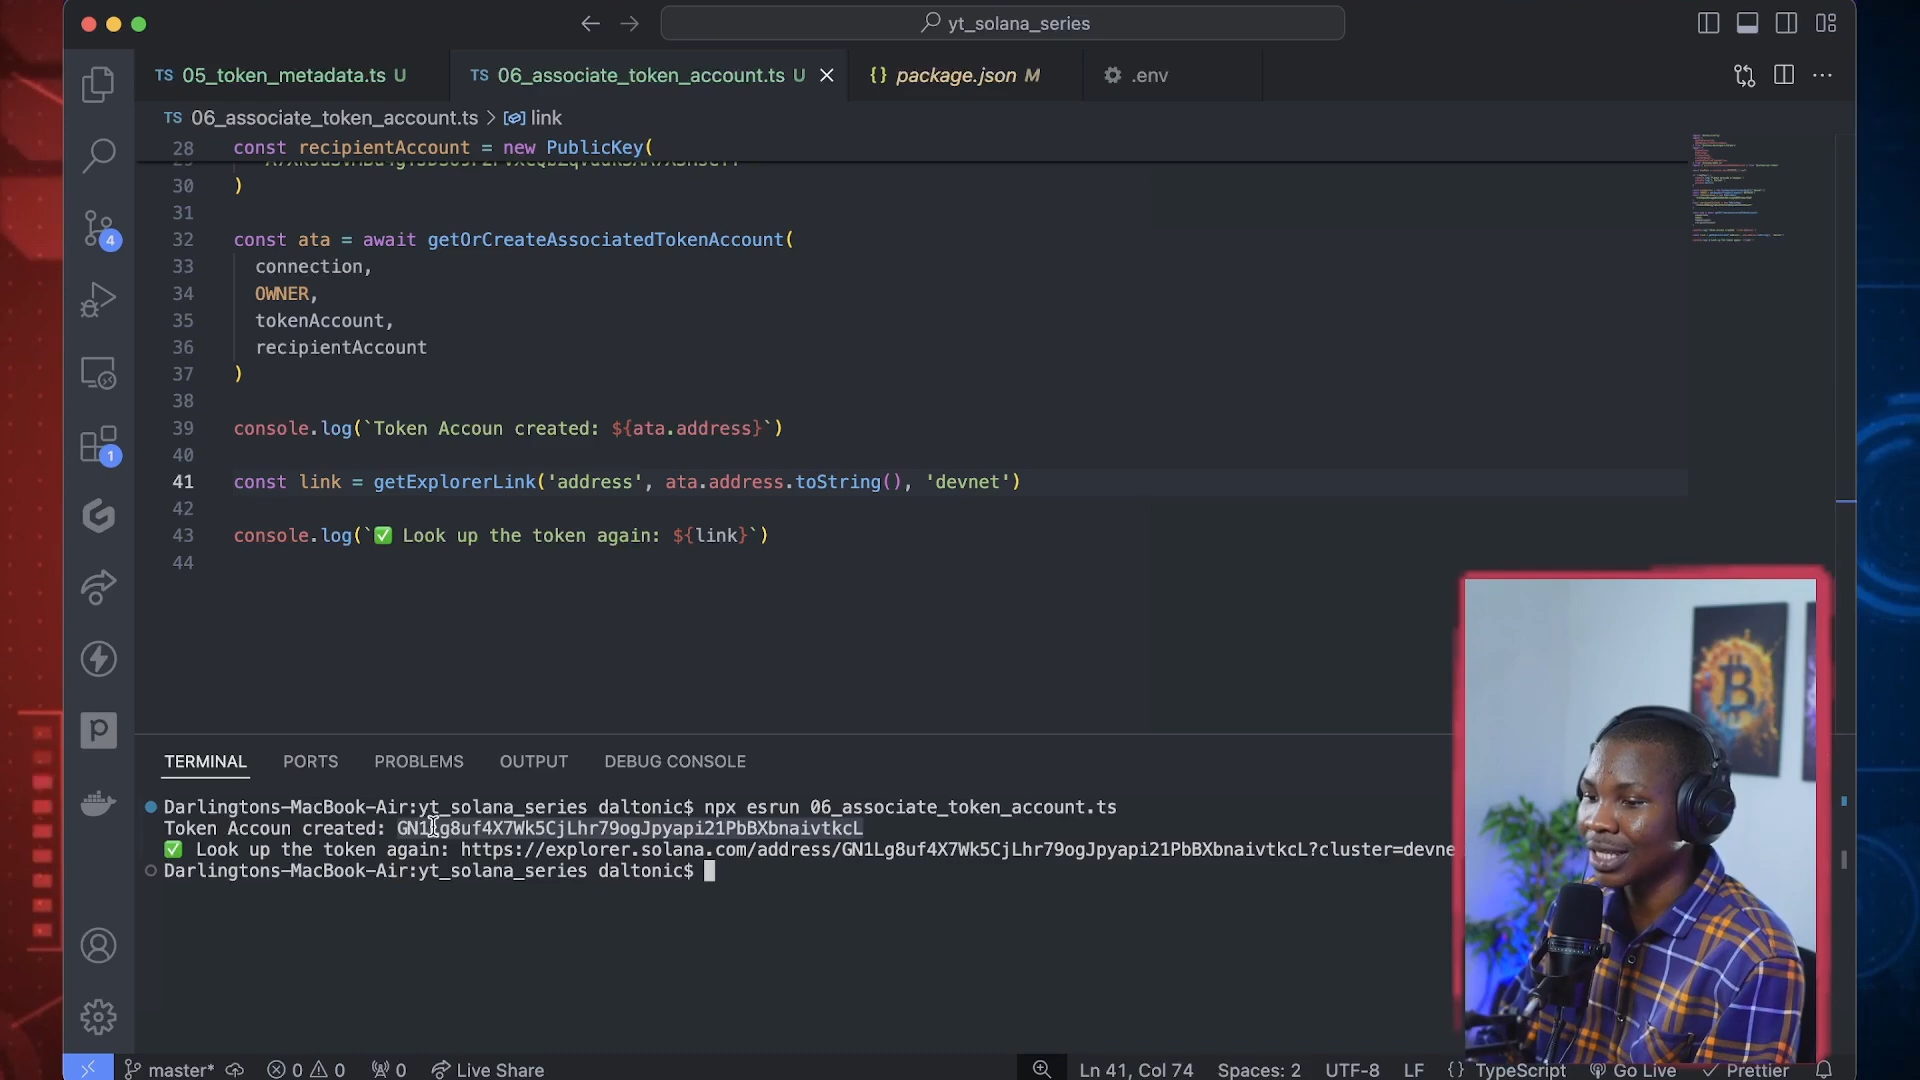 yt_solana_series
TS 05_token_metadata.ts U
TS 06_associate_token_account.ts U
{} package.json M
.env
TS 06_associate_token_account.ts > link
28 const recipientAccount = new PublicKey(
30 )
31
32 const ata = await getOrCreateAssociatedTokenAccount(
33 connection,
34 OWNER,
35 tokenAccount,
36 recipientAccount
37 )
38
39 console.log(`Token Accoun created: ${ata.address}`)
40
41 const link = getExplorerLink('address', ata.address.toString(), 'devnet')
42
43 console.log(`✅ Look up the token again: ${link}`)
44
4
1
TERMINAL PORTS PROBLEMS OUTPUT DEBUG CONSOLE
Darlingtons-MacBook-Air:yt_solana_series daltonic$ npx esrun 06_associate_token_account.ts
Token Accoun created: GN1Lg8uf4X7Wk5CjLhr79ogJpyapi21PbBXbnaivtkcL
✅ Look up the token again: https://explorer.solana.com/address/GN1Lg8uf4X7Wk5CjLhr79ogJpyapi21PbBXbnaivtkcL?cluster=devne
Darlingtons-MacBook-Air:yt_solana_series daltonic$
master* 0 0 0 Live Share Ln 41, Col 74 Spaces: 2 UTF-8 LF {} TypeScript Go Live Prettier